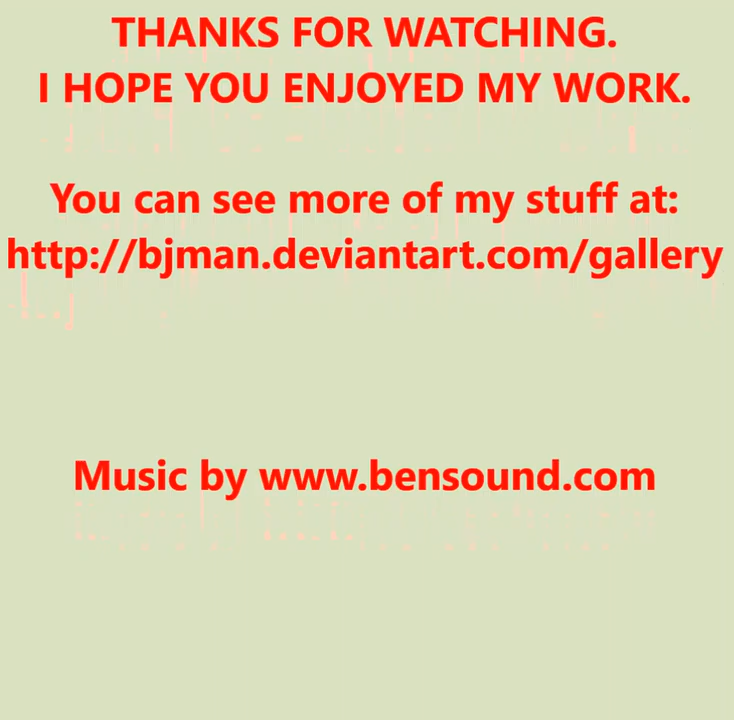 THANKS FOR WATCHING.
I HOPE YOU ENJOYED MY WORK.
You can see more of my stuff at:
http://bjman.deviantart.com/gallery
Music by www.bensound.com